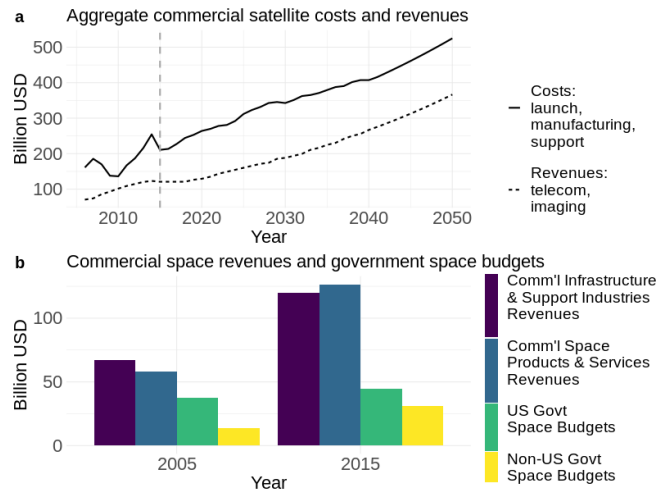 a
Aggregate commercial satellite costs and revenues
Billion USD
500
400
300
200
100
2010
2020
2030
2040
2050
Year
Costs:
launch,
manufacturing,
support
Revenues:
telecom,
imaging
b
Commercial space revenues and government space budgets
Billion USD
100
50
0
2005
2015
Year
Comm'l Infrastructure
& Support Industries
Revenues
Comm'l Space
Products & Services
Revenues
US Govt
Space Budgets
Non-US Govt
Space Budgets